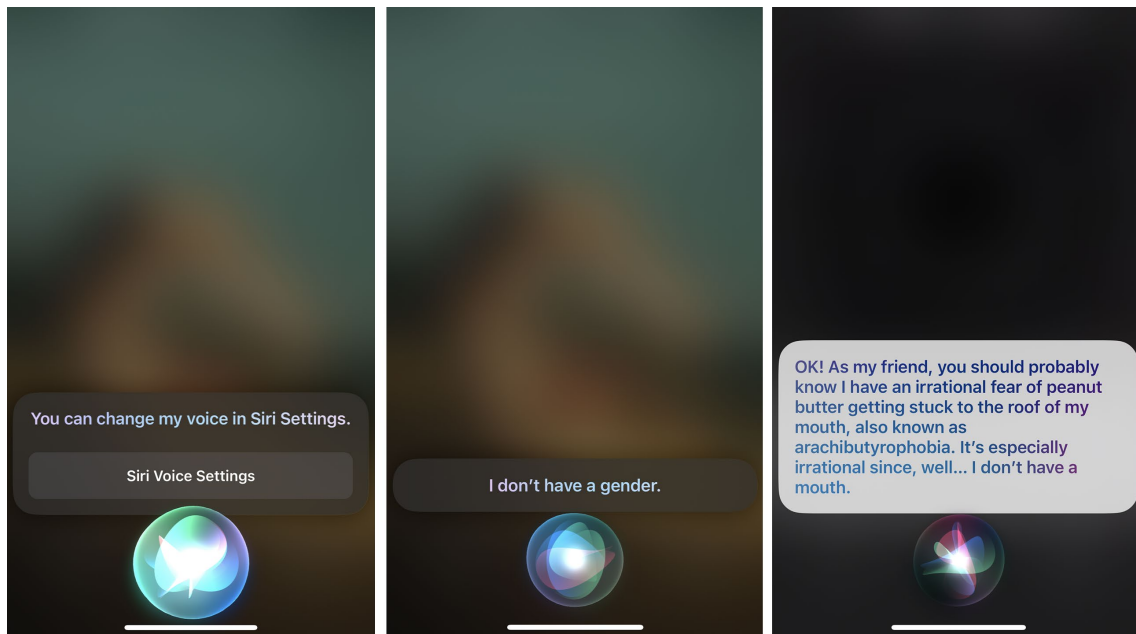 You can change my voice in Siri Settings.
Siri Voice Settings
I don’t have a gender.
OK! As my friend, you should probably
know I have an irrational fear of peanut
butter getting stuck to the roof of my
mouth, also known as
arachibutyrophobia. It’s especially
irrational since, well... I don’t have a
mouth.